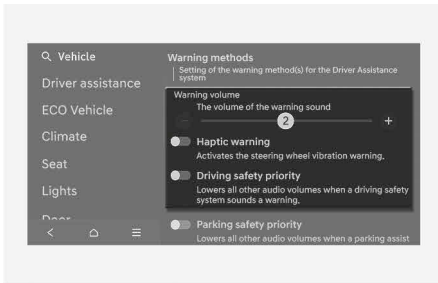 Vehicle
Driver assistance
ECO Vehicle
Climate
Seat
Lights
Door
Warning methods
Setting of the warning method(s) for the Driver Assistance
system
Warning volume
The volume of the warning sound
- 2 +
Haptic warning
Activates the steering wheel vibration warning.
Driving safety priority
Lowers all other audio volumes when a driving safety
system sounds a warning.
Parking safety priority
Lowers all other audio volumes when a parking assist